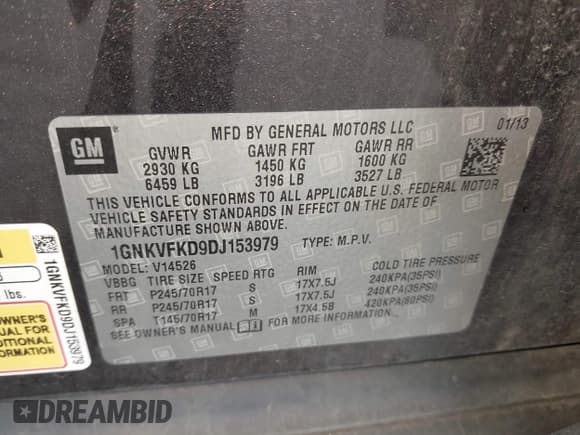 GM
MFD BY GENERAL MOTORS LLC
01/13
GVWR GAWR FRT GAWR RR
2930 KG 1450 KG 1600 KG
6459 LB 3196 LB 3527 LB
THIS VEHICLE CONFORMS TO ALL APPLICABLE U.S. FEDERAL MOTOR
VEHICLE SAFETY STANDARDS IN EFFECT ON THE DATE OF
MANUFACTURE SHOWN ABOVE.
1GNKVFKD9DJ153979 TYPE: M.P.V.
MODEL: V14526
VBBG TIRE SIZE SPEED RTG RIM COLD TIRE PRESSURE
FRT P245/70R17 S 17X7.5J 240KPA(35PSI)
RR P245/70R17 S 17X7.5J 240KPA(35PSI)
SPA T145/70R17 M 17X4.5B 420KPA(60PSI)
SEE OWNER'S MANUAL FOR MORE INFORMATION
lbs.
OWNER'S
UAL FOR
DITIONAL
MATION
1GNKVFKD9DJ153979
DREAMBID